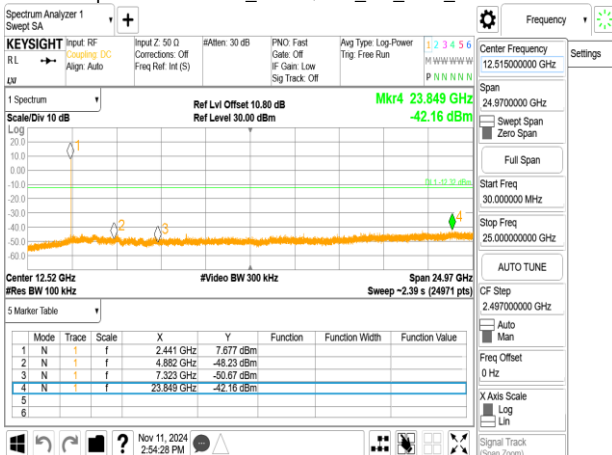 Spectrum Analyzer 1
Swept SA
Frequency
KEYSIGHT
RL
Input: RF
Coupling: DC
Align: Auto
Input Z: 50 Ω
Corrections: Off
Freq Ref: Int (S)
#Atten: 30 dB
PNO: Fast
Gate: Off
IF Gain: Low
Sig Track: Off
Avg Type: Log-Power
Trig: Free Run
1 2 3 4 5 6
M W W W W W
P N N N N N
1 Spectrum
Scale/Div 10 dB
Ref Lvl Offset 10.80 dB
Ref Level 30.00 dBm
Mkr4 23.849 GHz
-42.16 dBm
Log
20.0
10.0
0.00
-10.0
-20.0
-30.0
-40.0
-50.0
-60.0
1
2
3
4
Center 12.52 GHz
#Res BW 100 kHz
#Video BW 300 kHz
Span 24.97 GHz
Sweep ~2.39 s (24971 pts)
5 Marker Table
Mode Trace Scale X Y Function Function Width Function Value
1 N 1 f 2.441 GHz 7.677 dBm
2 N 1 f 4.882 GHz -48.23 dBm
3 N 1 f 7.323 GHz -50.67 dBm
4 N 1 f 23.849 GHz -42.16 dBm
5
6
Nov 11, 2024
2:54:28 PM
Center Frequency
12.515000000 GHz
Settings
Span
24.9700000 GHz
Swept Span
Zero Span
Full Span
Start Freq
30.000000 MHz
Stop Freq
25.000000000 GHz
AUTO TUNE
CF Step
2.497000000 GHz
Auto
Man
Freq Offset
0 Hz
X Axis Scale
Log
Lin
Signal Track
(Span Zoom)